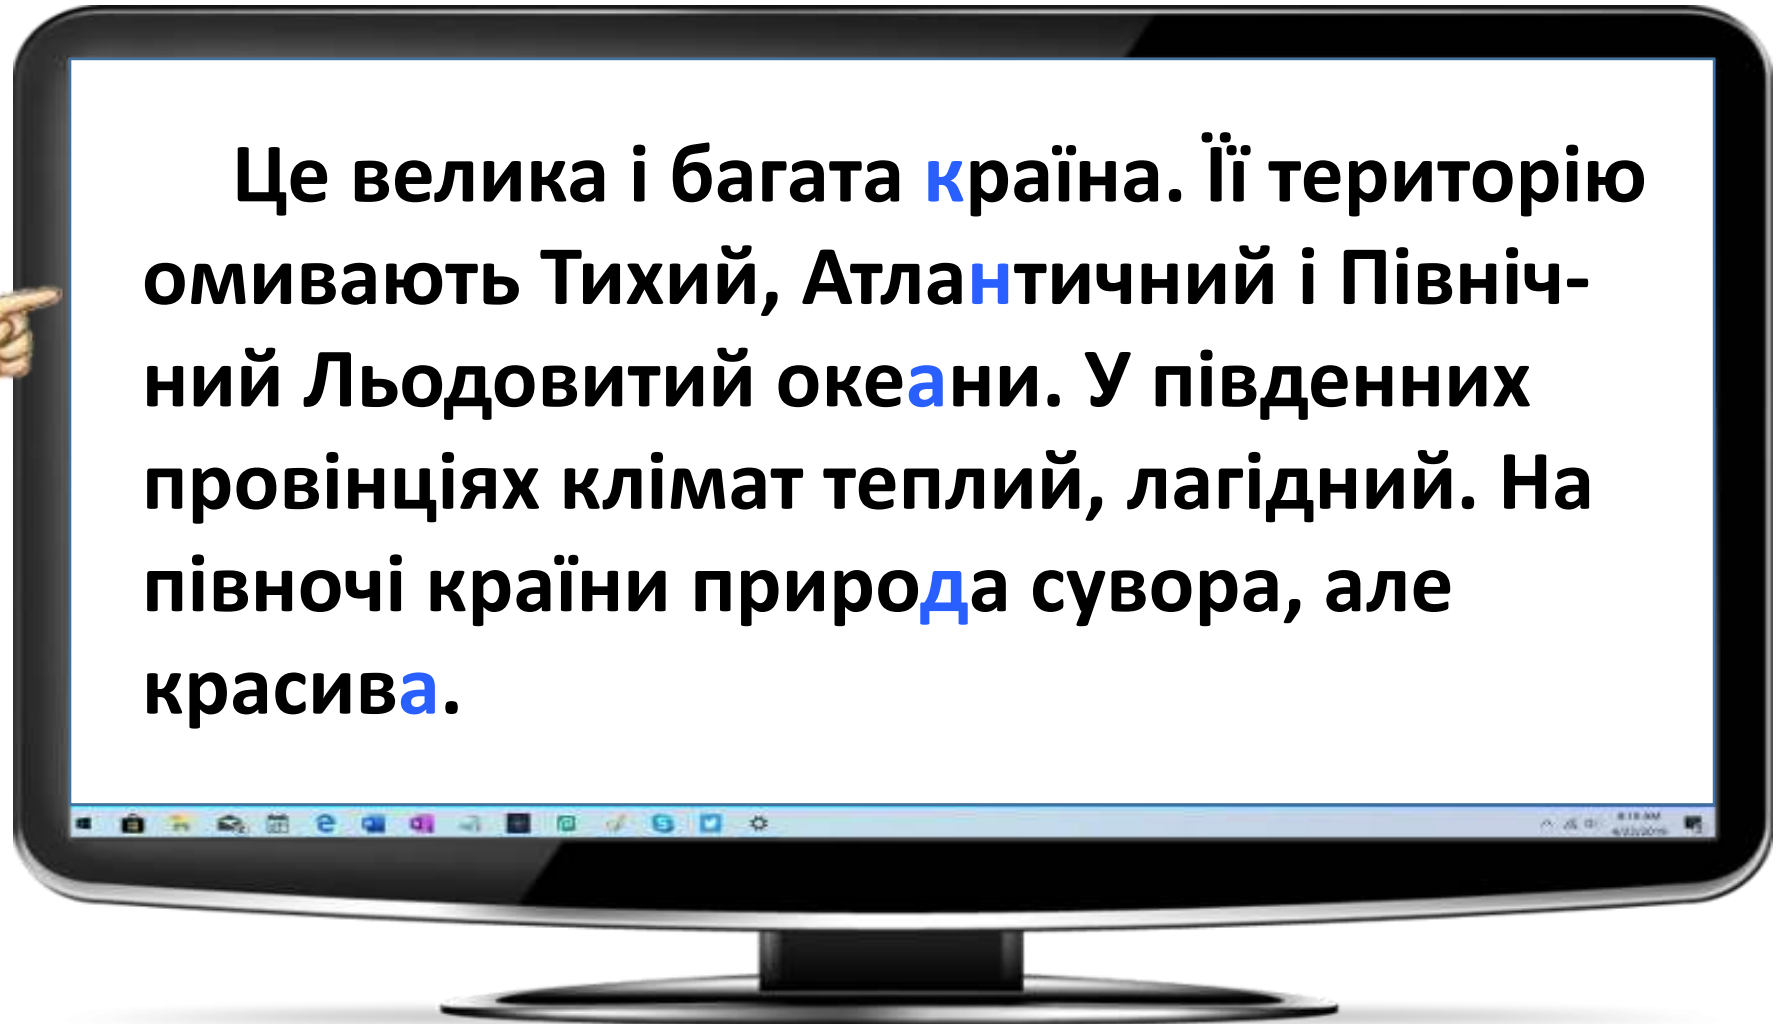 Це велика і багата країна. Її територію
омивають Тихий, Атлантичний і Північ-
ний Льодовитий океани. У південних
провінціях клімат теплий, лагідний. На
півночі країни природа сувора, але
красива.